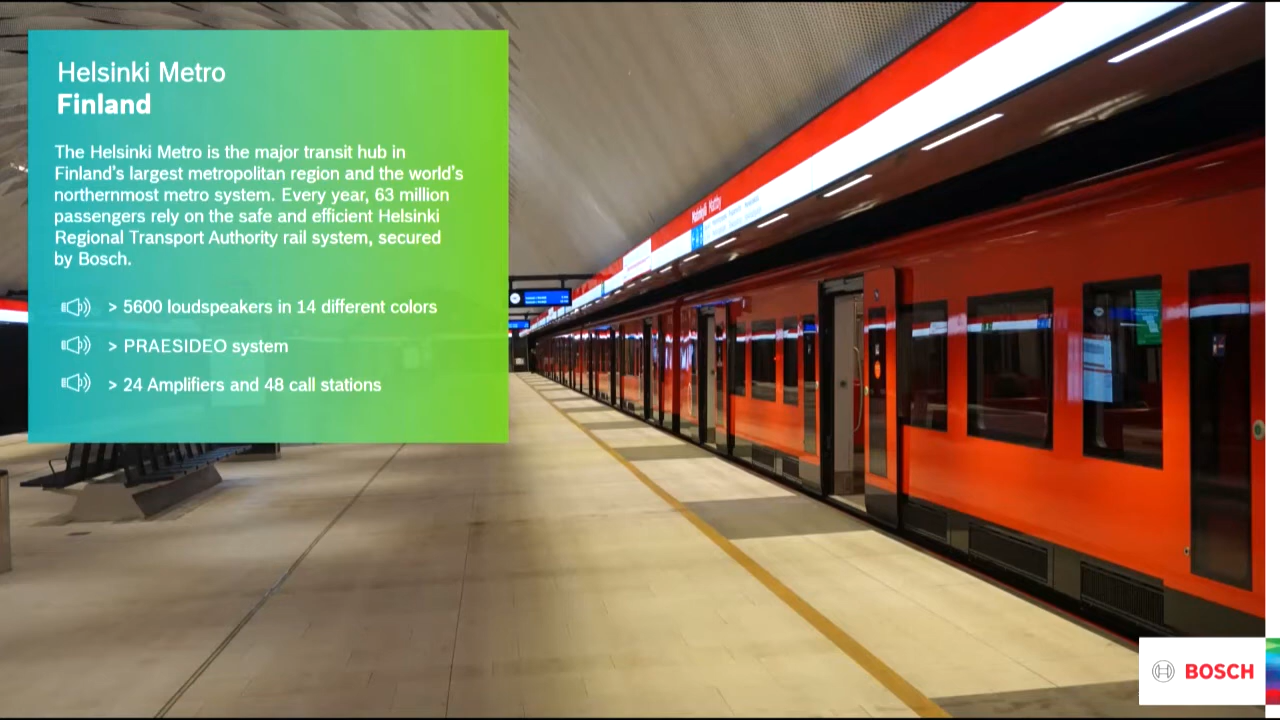 Helsinki Metro
Finland
The Helsinki Metro is the major transit hub in
Finland's largest metropolitan region and the world's
northernmost metro system. Every year, 63 million
passengers rely on the safe and efficient Helsinki
Regional Transport Authority rail system, secured
by Bosch.
> 5600 loudspeakers in 14 different colors
> PRAESIDEO system
> 24 Amplifiers and 48 call stations
BOSCH